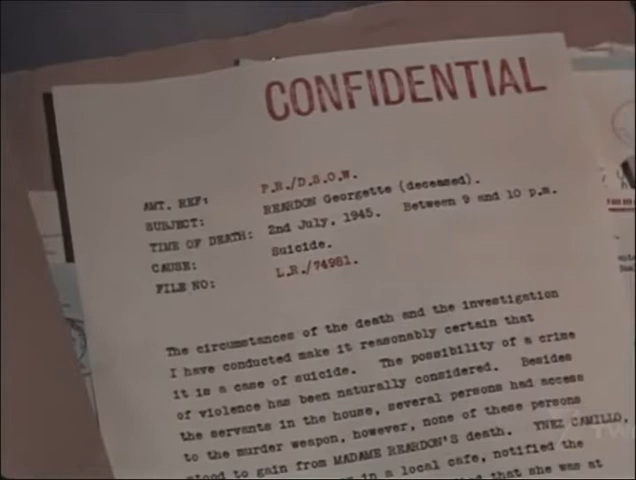 CONFIDENTIAL
AMT. REF: P.R./D.S.O.W.
SUBJECT: REARDON Georgette (deceased).
TIME OF DEATH: 2nd July, 1945. Between 9 and 10 p.m.
CAUSE: Suicide.
FILE NO: L.R./74981.
The circumstances of the death and the investigation
I have conducted make it reasonably certain that
it is a case of suicide. The possibility of a crime
of violence has been naturally considered. Besides
the servants in the house, several persons had access
to the murder weapon, however, none of these persons
stood to gain from MADAME REARDON'S death. YNEZ CAMILLO,
in a local cafe, notified the
that she was at